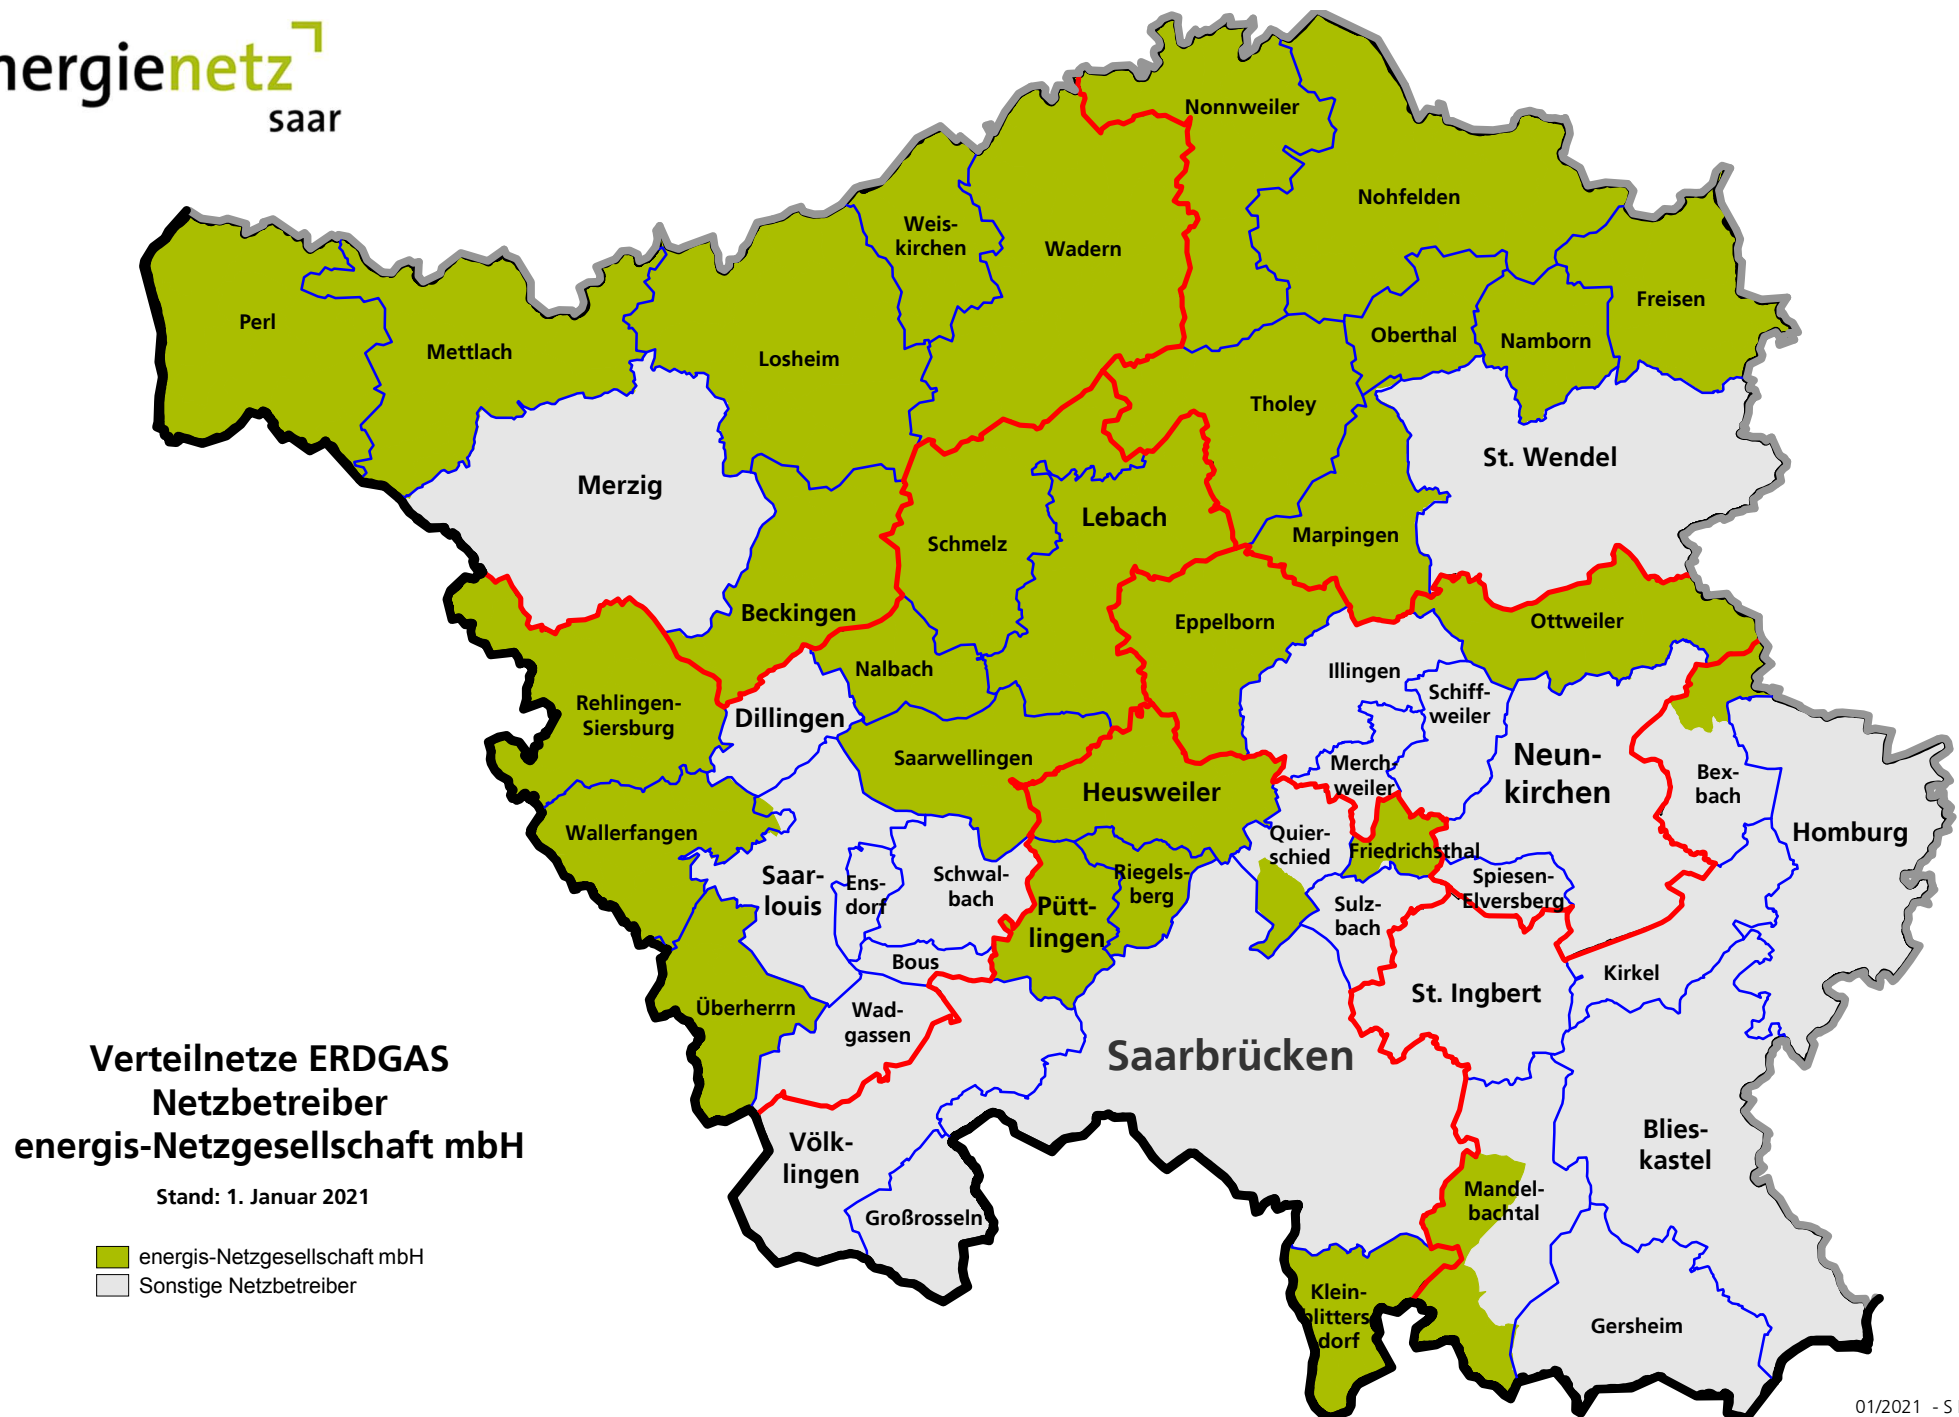 nergienetz
saar
Nonnweiler
Nohfelden
Weis-
kirchen
Wadern
Freisen
Perl
Mettlach
Losheim
Oberthal
Namborn
Tholey
St. Wendel
Merzig
Lebach
Schmelz
Marpingen
Beckingen
Eppelborn
Ottweiler
Nalbach
Illingen
Rehlingen-
Siersburg
Dillingen
Schiff-
weiler
Saarwellingen
Neun-
kirchen
Merch-
weiler
Bex-
bach
Heusweiler
Wallerfangen
Quier-
schied
Homburg
Friedrichsthal
Saar-
louis
Ens-
dorf
Schwal-
bach
Riegels-
berg
Spiesen-
Elversberg
Pütt-
lingen
Sulz-
bach
Bous
Kirkel
St. Ingbert
Überherrn
Wad-
gassen
Saarbrücken
Verteilnetze ERDGAS
Netzbetreiber
energis-Netzgesellschaft mbH
Stand: 1. Januar 2021
Völk-
lingen
Blies-
kastel
Mandel-
bachtal
Großrosseln
energis-Netzgesellschaft mbH
Sonstige Netzbetreiber
Klein-
blitters
dorf
Gersheim
01/2021 - S